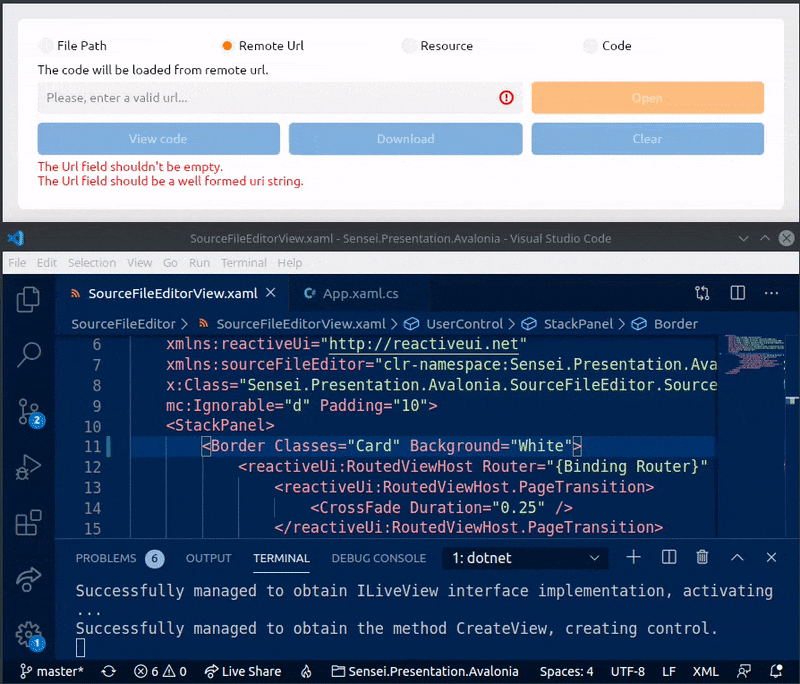 File Path Remote Url Resource Code
The code will be loaded from remote url.
Please, enter a valid url... Open
View code Download Clear
The Url field shouldn't be empty.
The Url field should be a well formed uri string.
SourceFileEditorView.xaml - Sensei.Presentation.Avalonia - Visual Studio Code
File Edit Selection View Go Run Terminal Help
SourceFileEditorView.xaml App.xaml.cs
SourceFileEditor > SourceFileEditorView.xaml > UserControl > StackPanel > Border
6 xmlns:reactiveUi="http://reactiveui.net"
7 xmlns:sourceFileEditor="clr-namespace:Sensei.Presentation.Ava
8 x:Class="Sensei.Presentation.Avalonia.SourceFileEditor.Source
9 mc:Ignorable="d" Padding="10">
10 <StackPanel>
11 <Border Classes="Card" Background="White">
12 <reactiveUi:RoutedViewHost Router="{Binding Router}"
13 <reactiveUi:RoutedViewHost.PageTransition>
14 <CrossFade Duration="0.25" />
15 </reactiveUi:RoutedViewHost.PageTransition>
2
1
PROBLEMS 6 OUTPUT TERMINAL DEBUG CONSOLE 1: dotnet
Successfully managed to obtain ILiveView interface implementation, activating
...
Successfully managed to obtain the method CreateView, creating control.
master* 6 0 Live Share Sensei.Presentation.Avalonia Spaces: 4 UTF-8 LF XML